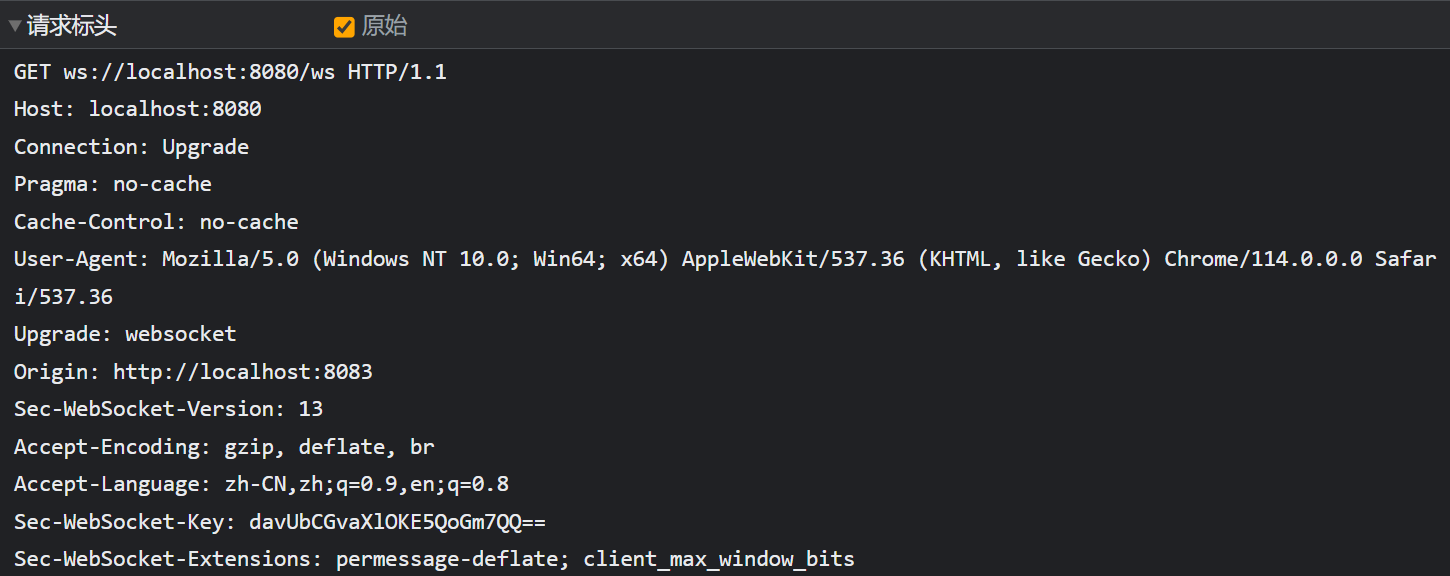 请求标头 原始
GET ws://localhost:8080/ws HTTP/1.1
Host: localhost:8080
Connection: Upgrade
Pragma: no-cache
Cache-Control: no-cache
User-Agent: Mozilla/5.0 (Windows NT 10.0; Win64; x64) AppleWebKit/537.36 (KHTML, like Gecko) Chrome/114.0.0.0 Safar
i/537.36
Upgrade: websocket
Origin: http://localhost:8083
Sec-WebSocket-Version: 13
Accept-Encoding: gzip, deflate, br
Accept-Language: zh-CN,zh;q=0.9,en;q=0.8
Sec-WebSocket-Key: davUbCGvaXlOKE5QoGm7QQ==
Sec-WebSocket-Extensions: permessage-deflate; client_max_window_bits